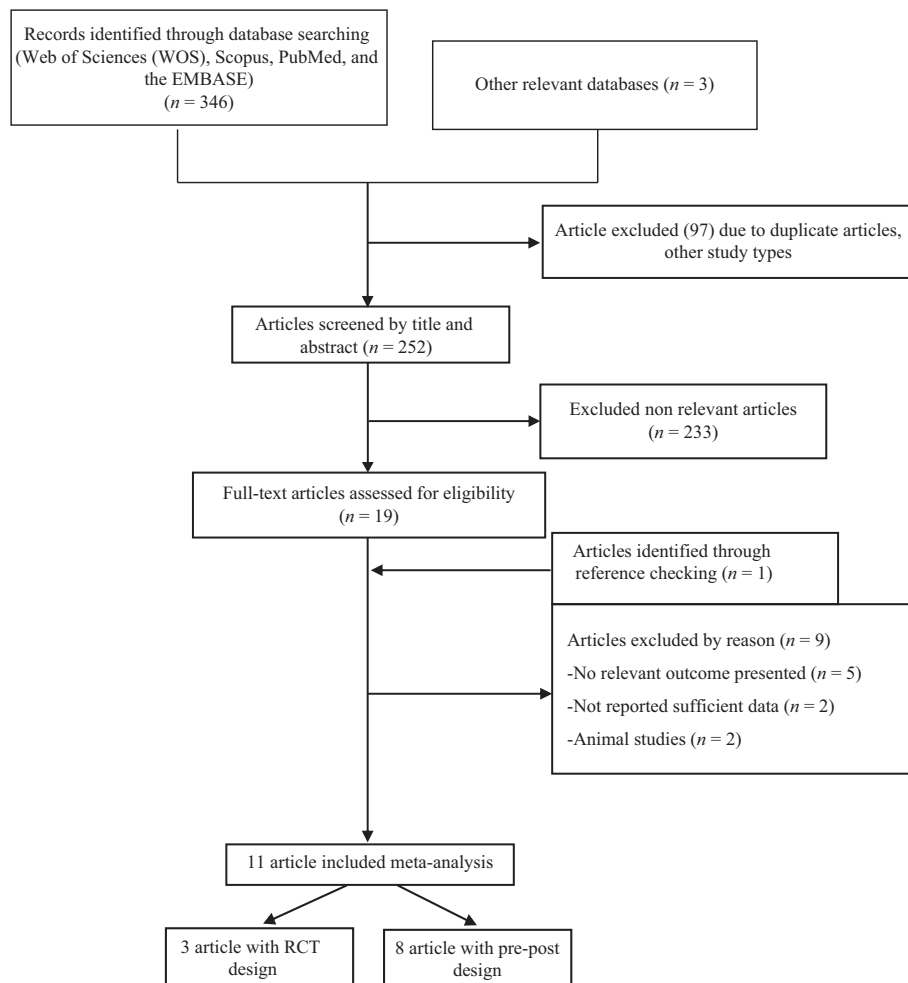 Records identified through database searching
(Web of Sciences (WOS), Scopus, PubMed, and
the EMBASE)
(n = 346)
Other relevant databases (n = 3)
Article excluded (97) due to duplicate articles,
other study types
Articles screened by title and
abstract (n = 252)
Excluded non relevant articles
(n = 233)
Full-text articles assessed for eligibility
(n = 19)
Articles identified through
reference checking (n = 1)
Articles excluded by reason (n = 9)
-No relevant outcome presented (n = 5)
-Not reported sufficient data (n = 2)
-Animal studies (n = 2)
11 article included meta-analysis
3 article with RCT
design
8 article with pre-post
design